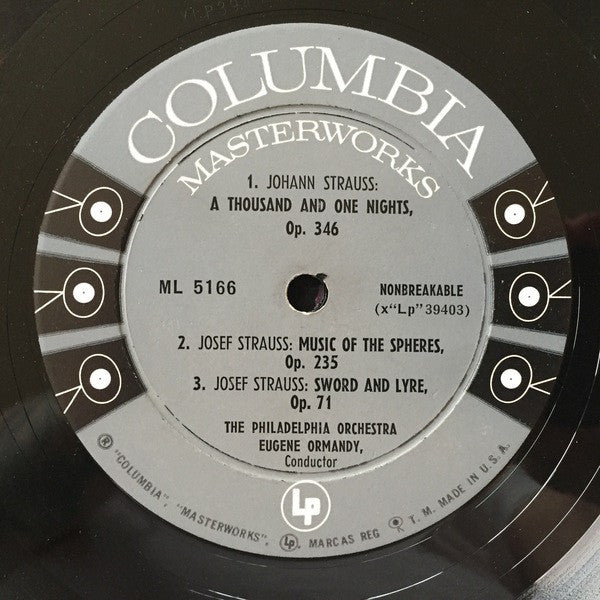 COLUMBIA
MASTERWORKS
1. JOHANN STRAUSS:
A THOUSAND AND ONE NIGHTS,
Op. 346
ML 5166
NONBREAKABLE
(x“Lp”39403)
2. JOSEF STRAUSS: MUSIC OF THE SPHERES,
Op. 235
3. JOSEF STRAUSS: SWORD AND LYRE,
Op. 71
THE PHILADELPHIA ORCHESTRA
EUGENE ORMANDY,
Conductor
Lp
® "COLUMBIA", "MASTERWORKS", Lp, MARCAS REG T. M. MADE IN U. S. A.